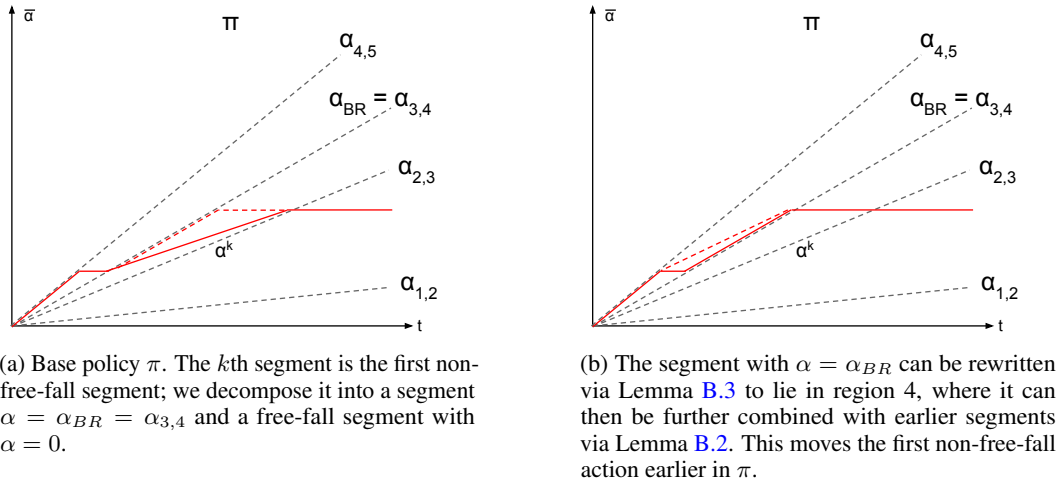 ᾱ
π
α4,5
αBR = α3,4
α2,3
αk
α1,2
t
(a) Base policy π. The kth segment is the first non-
free-fall segment; we decompose it into a segment
α = αBR = α3,4 and a free-fall segment with
α = 0.
ᾱ
π
α4,5
αBR = α3,4
α2,3
αk
α1,2
t
(b) The segment with α = αBR can be rewritten
via Lemma B.3 to lie in region 4, where it can
then be further combined with earlier segments
via Lemma B.2. This moves the first non-free-fall
action earlier in π.